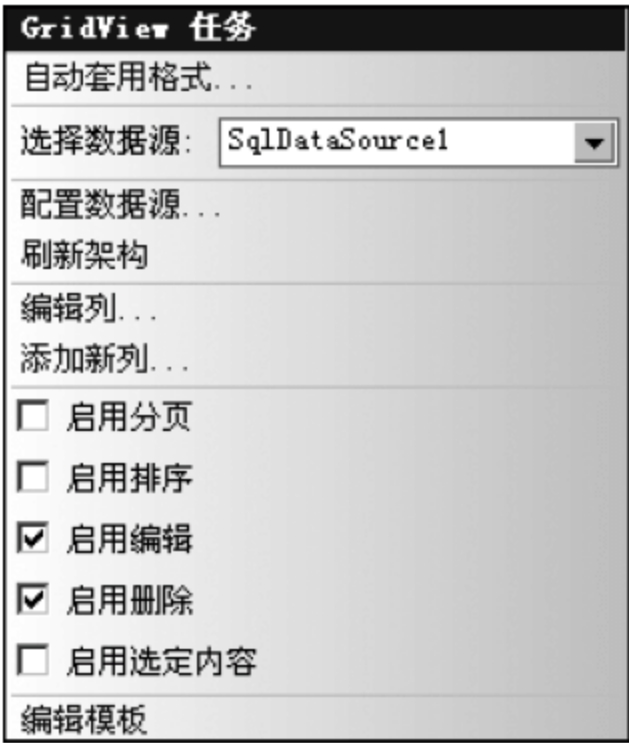 GridView 任务
自动套用格式...
选择数据源: SqlDataSource1
配置数据源...
刷新架构
编辑列...
添加新列...
启用分页
启用排序
启用编辑
启用删除
启用选定内容
编辑模板